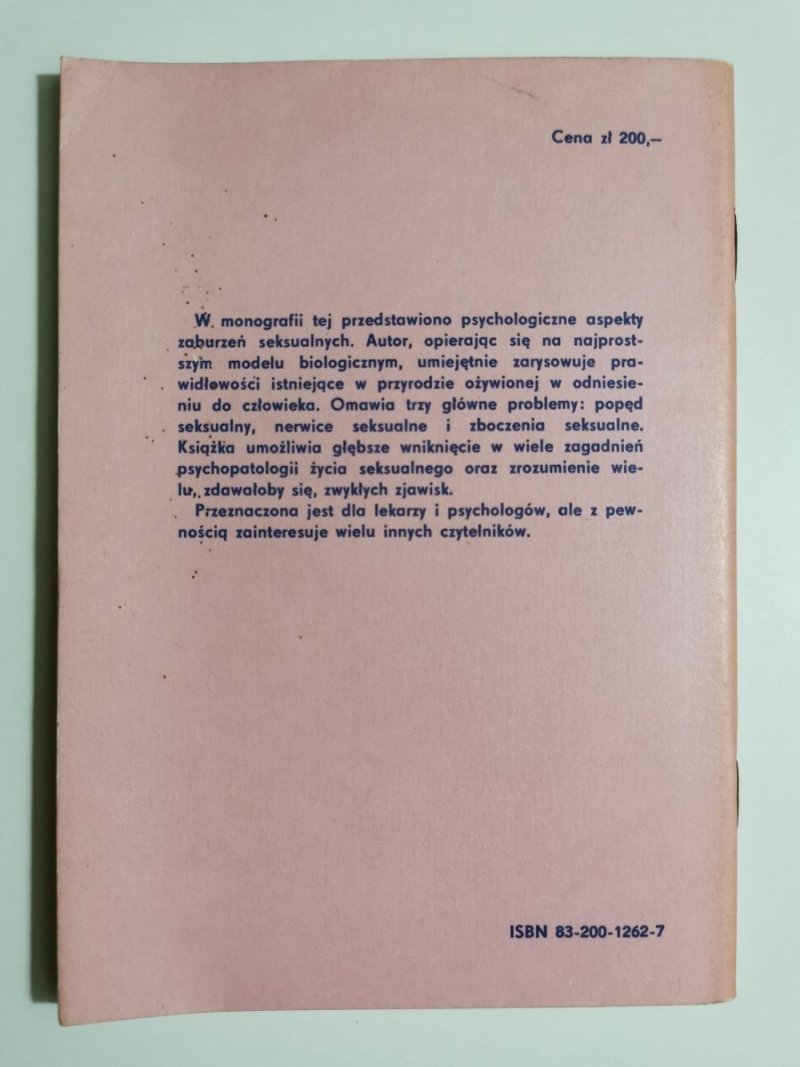 Cena zł 200,—
W monografii tej przedstawiono psychologiczne aspekty
zaburzeń seksualnych. Autor, opierając się na najprost-
szym modelu biologicznym, umiejętnie zarysowuje pra-
widłowości istniejące w przyrodzie ożywionej w odniesie-
niu do człowieka. Omawia trzy główne problemy: popęd
seksualny, nerwice seksualne i zboczenia seksualne.
Książka umożliwia głębsze wniknięcie w wiele zagadnień
psychopatologii życia seksualnego oraz zrozumienie wie-
lu, zdawałoby się, zwykłych zjawisk.
Przeznaczona jest dla lekarzy i psychologów, ale z pew-
nością zainteresuje wielu innych czytelników.
ISBN 83-200-1262-7